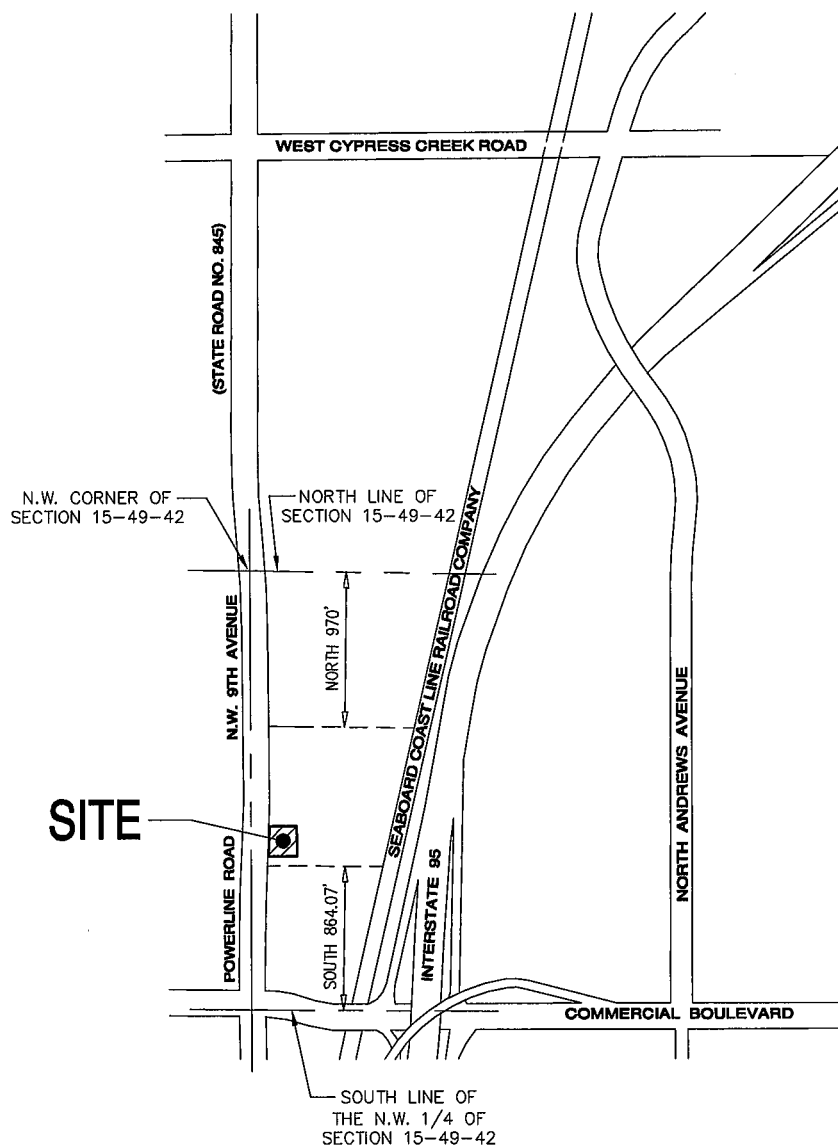 WEST CYPRESS CREEK ROAD
(STATE ROAD NO. 845)
N.W. CORNER OF
SECTION 15-49-42
NORTH LINE OF
SECTION 15-49-42
SEABOARD COAST LINE RAILROAD COMPANY
N.W. 9TH AVENUE
NORTH 970'
SITE
POWERLINE ROAD
SOUTH 864.07'
INTERSTATE 95
NORTH ANDREWS AVENUE
COMMERCIAL BOULEVARD
SOUTH LINE OF
THE N.W. 1/4 OF
SECTION 15-49-42